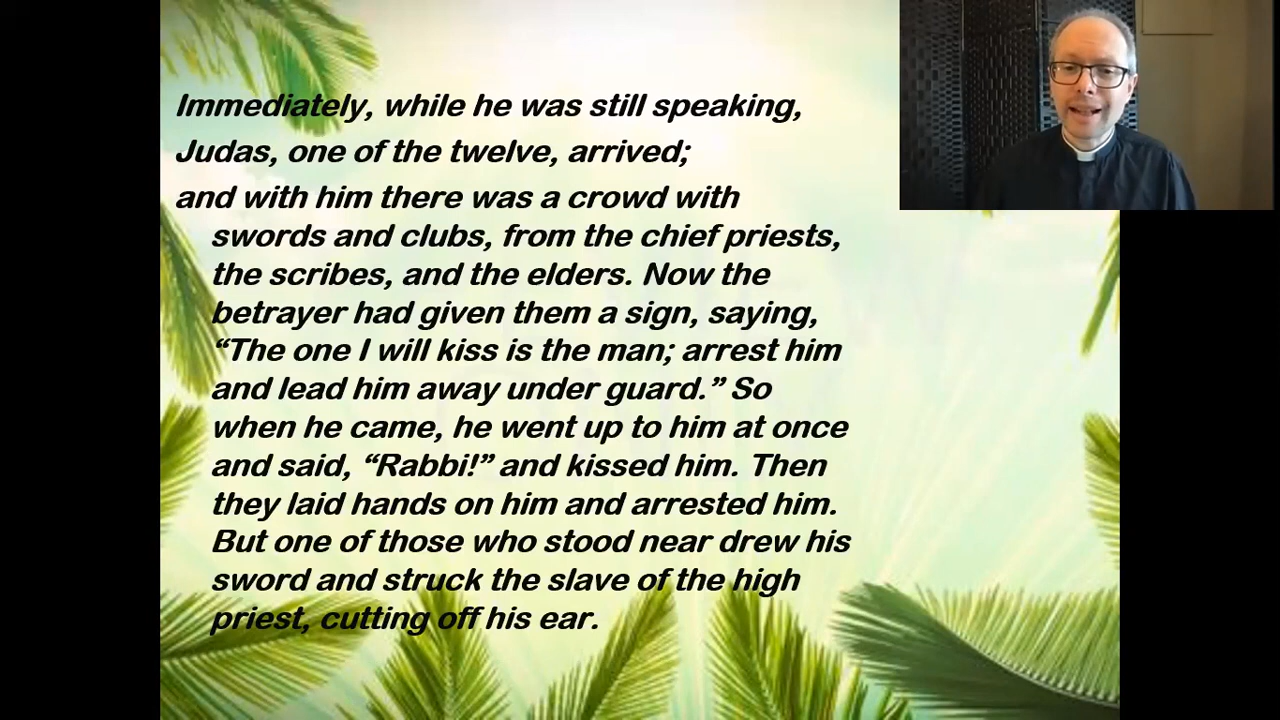 Immediately, while he was still speaking,
Judas, one of the twelve, arrived;
and with him there was a crowd with
swords and clubs, from the chief priests,
the scribes, and the elders. Now the
betrayer had given them a sign, saying,
“The one I will kiss is the man; arrest him
and lead him away under guard.” So
when he came, he went up to him at once
and said, “Rabbi!” and kissed him. Then
they laid hands on him and arrested him.
But one of those who stood near drew his
sword and struck the slave of the high
priest, cutting off his ear.